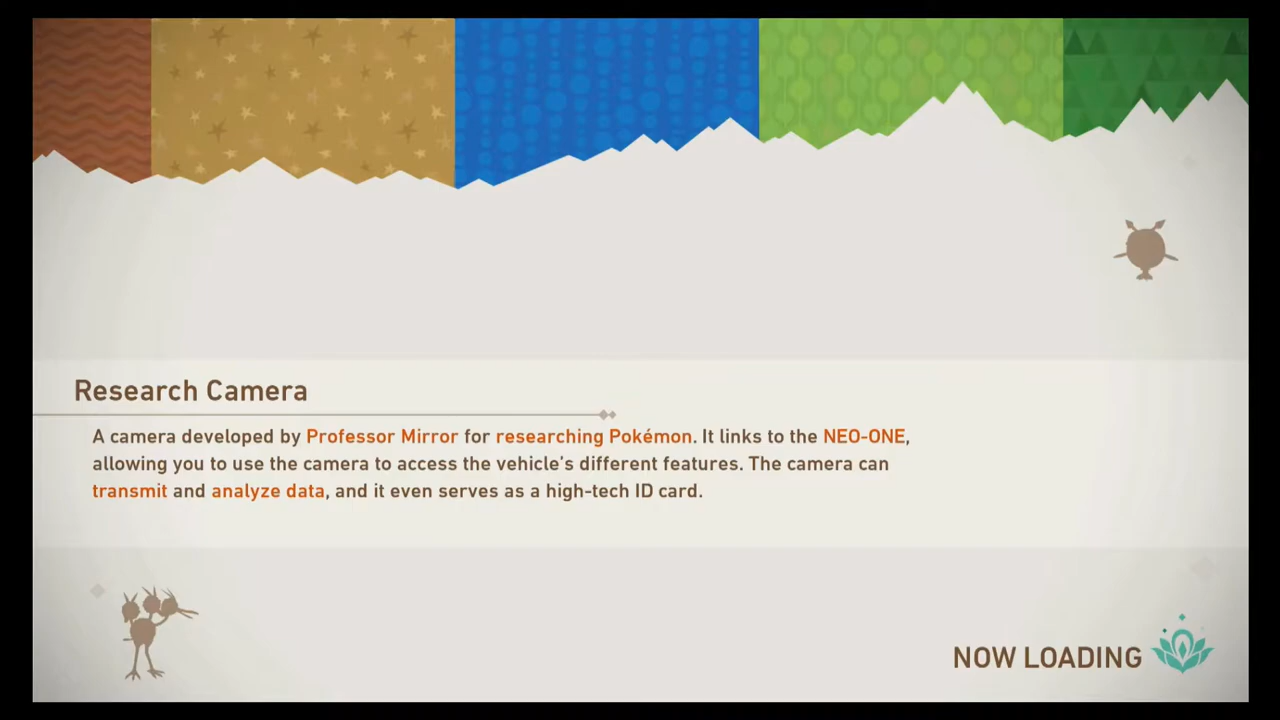 Research Camera
A camera developed by Professor Mirror for researching Pokémon. It links to the NEO-ONE,
allowing you to use the camera to access the vehicle's different features. The camera can
transmit and analyze data, and it even serves as a high-tech ID card.
NOW LOADING